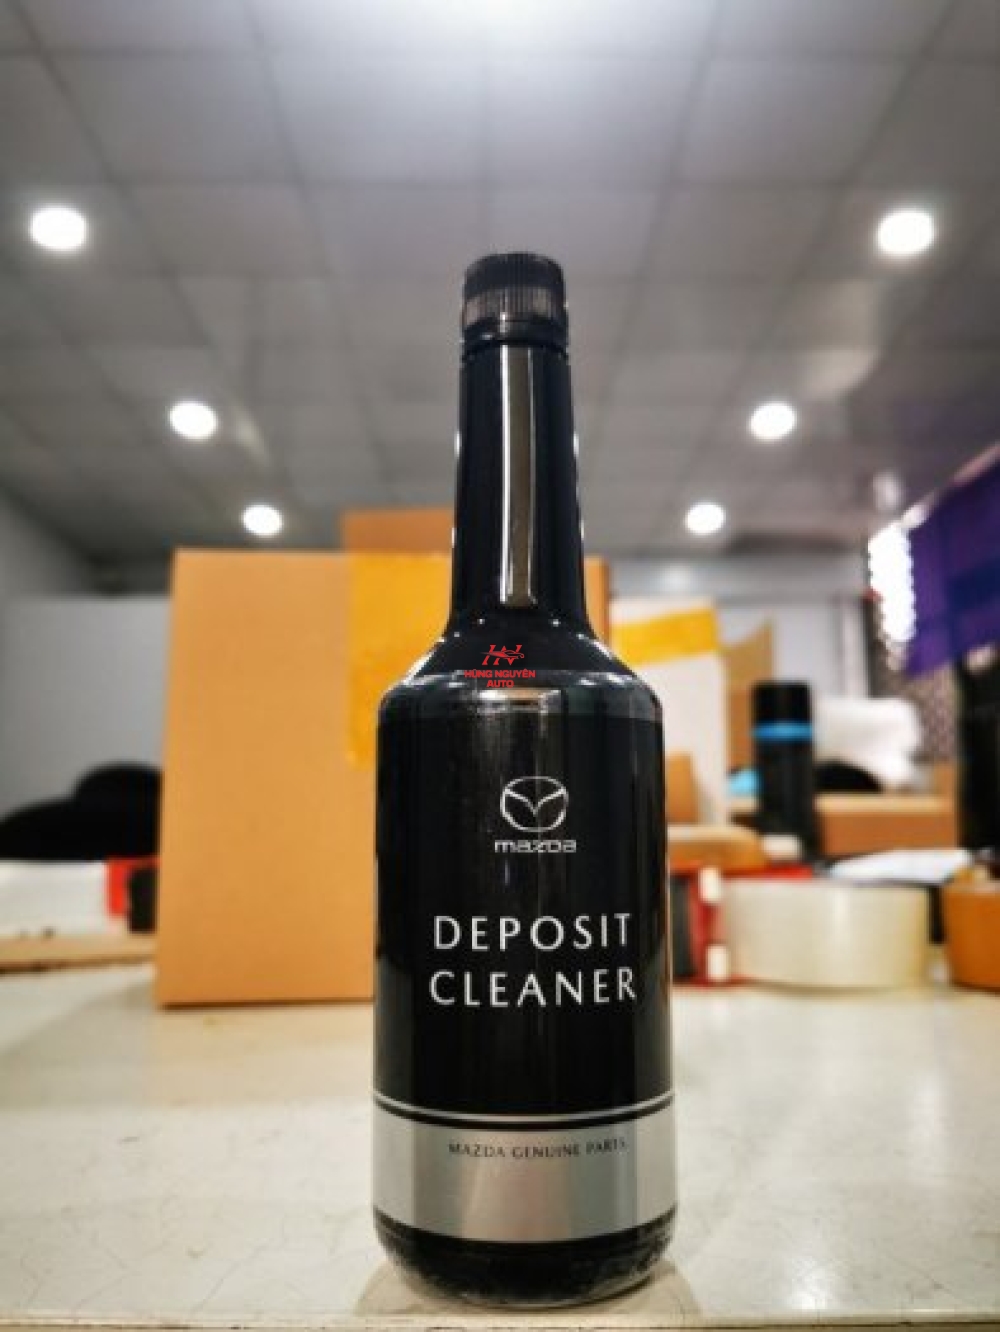 HÙNG NGUYÊN
AUTO
mazda
DEPOSIT
CLEANER
MAZDA GENUINE PARTS